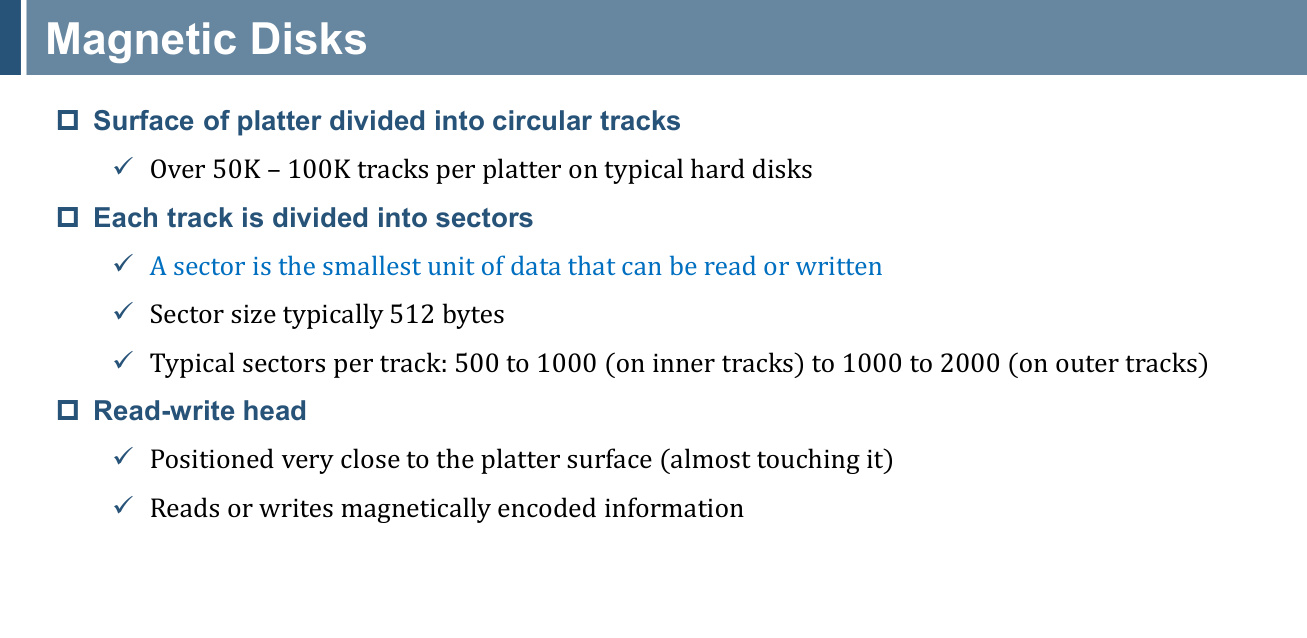 Magnetic Disks
Surface of platter divided into circular tracks
✓ Over 50K – 100K tracks per platter on typical hard disks
Each track is divided into sectors
✓ A sector is the smallest unit of data that can be read or written
✓ Sector size typically 512 bytes
✓ Typical sectors per track: 500 to 1000 (on inner tracks) to 1000 to 2000 (on outer tracks)
Read-write head
✓ Positioned very close to the platter surface (almost touching it)
✓ Reads or writes magnetically encoded information